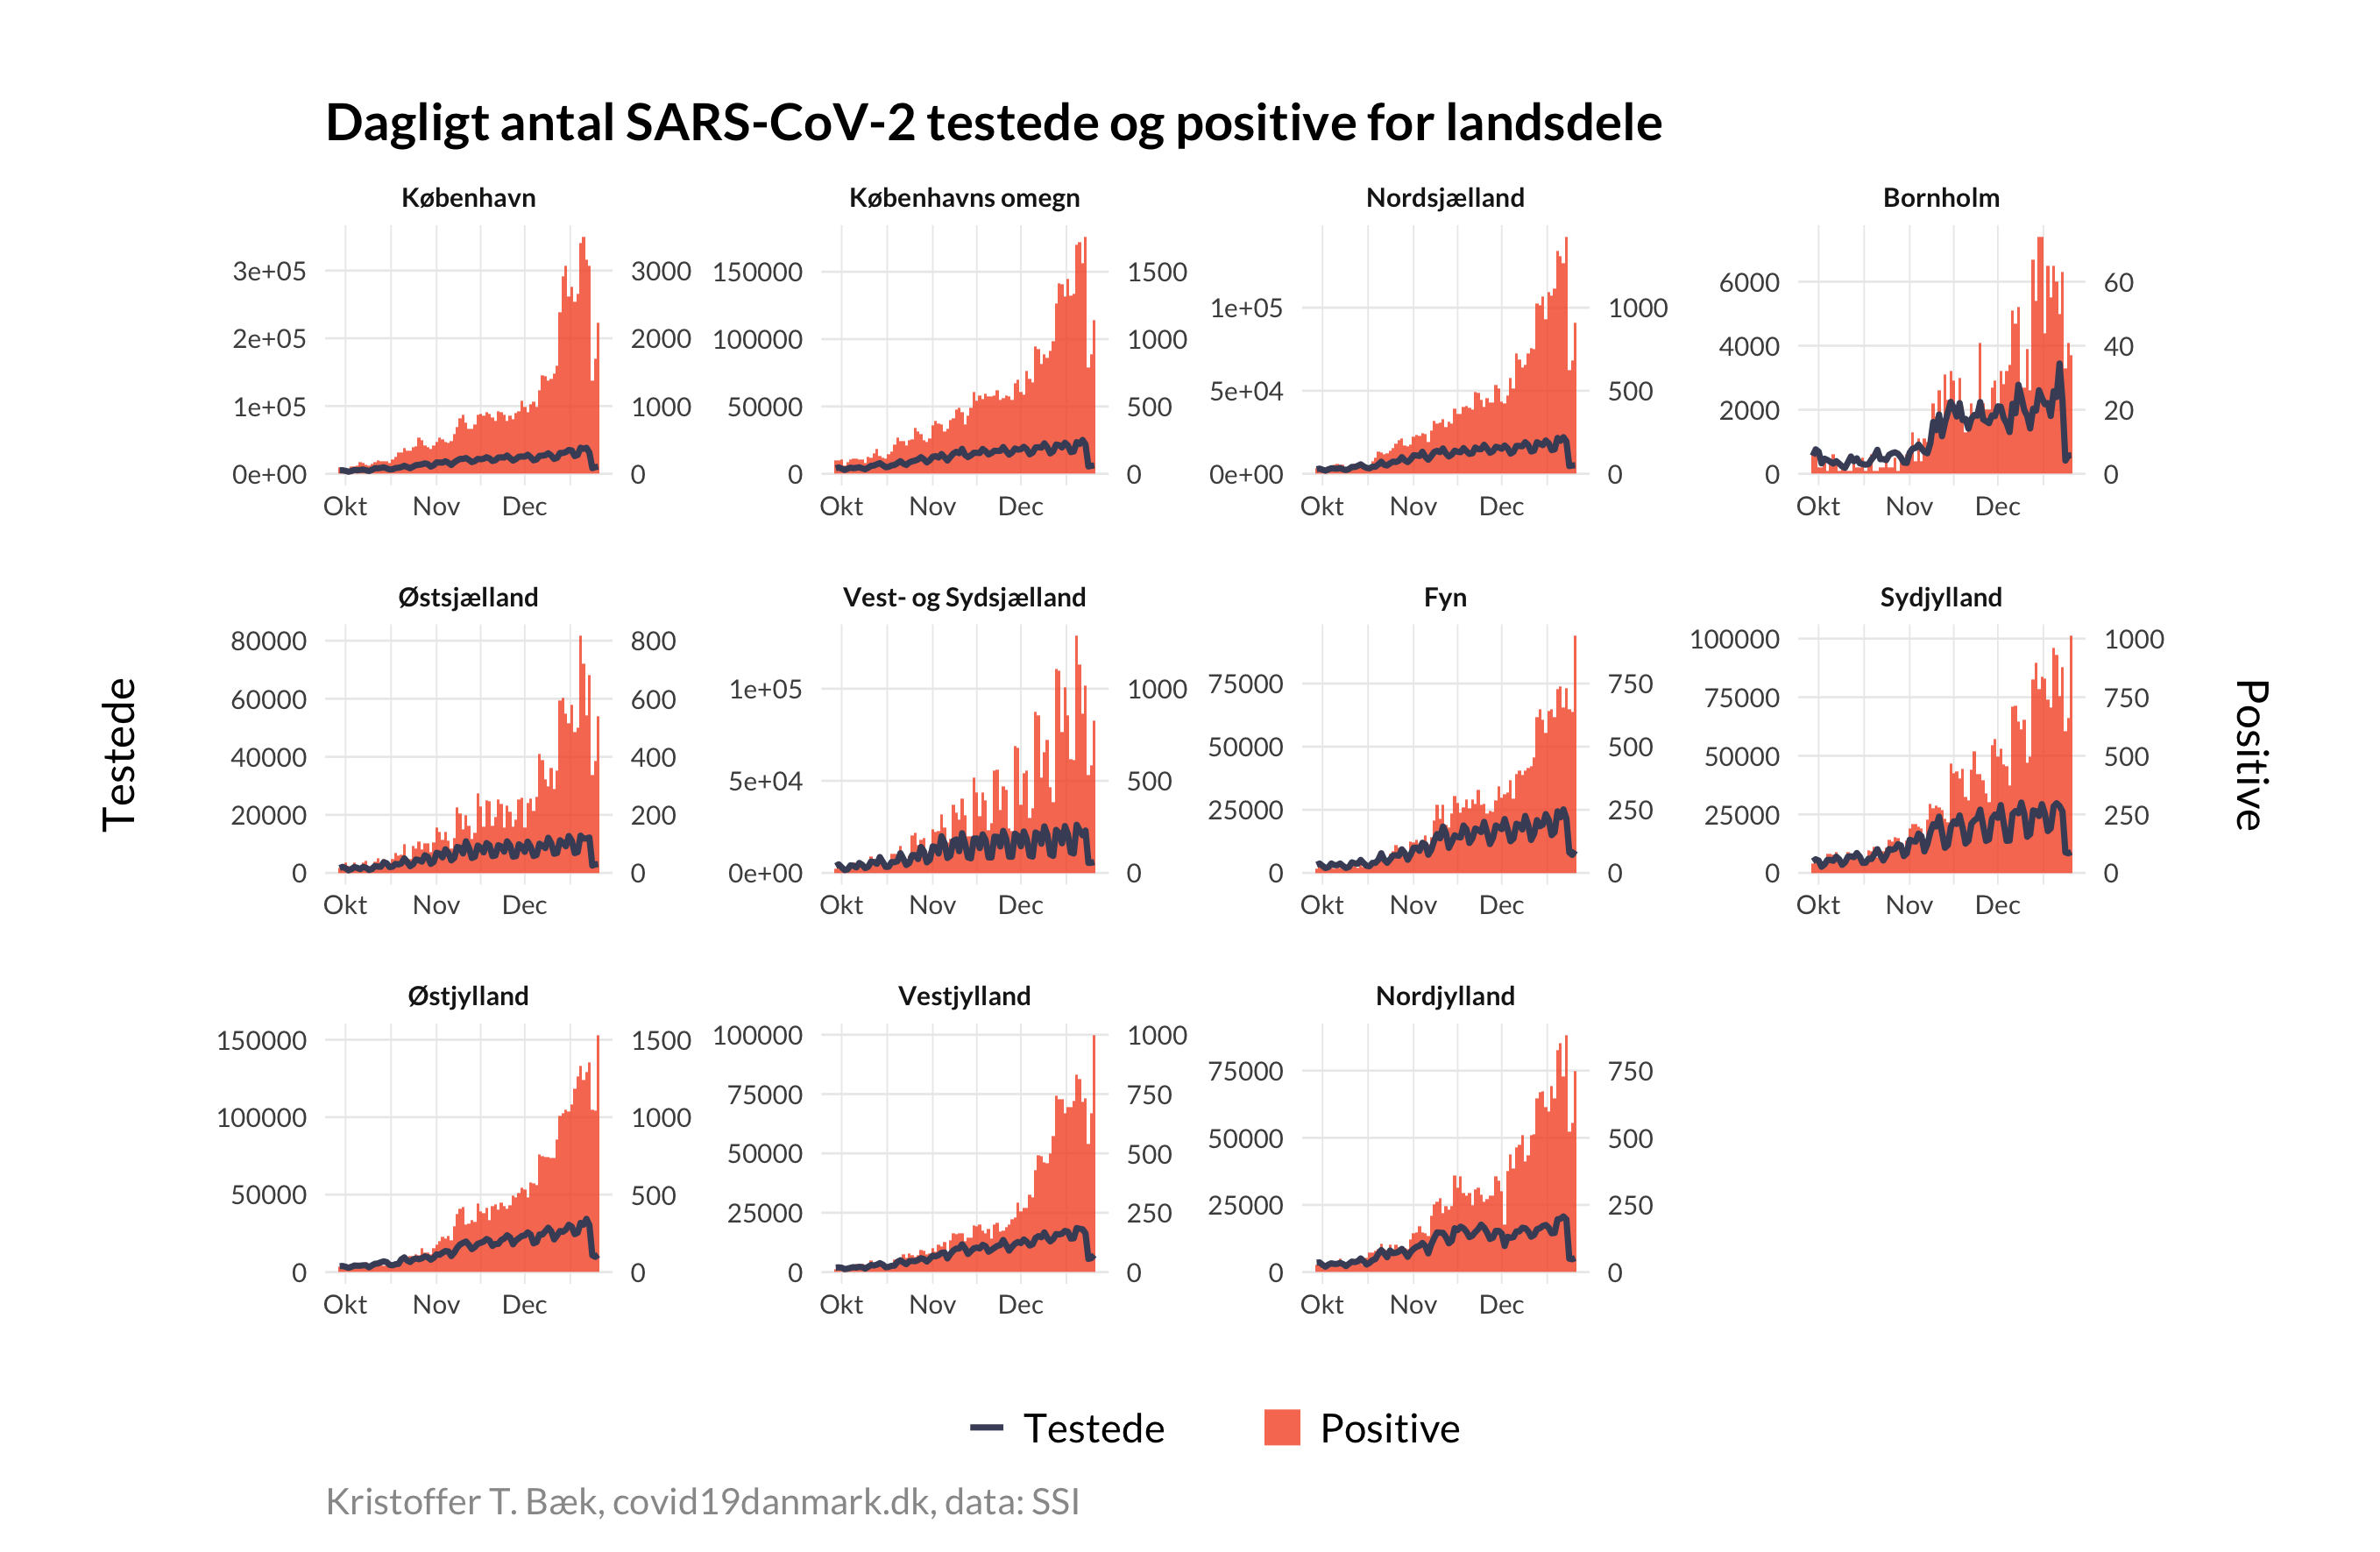 Dagligt antal SARS-CoV-2 testede og positive for landsdele
København
Københavns omegn
Nordsjælland
Bornholm
3e+05
2e+05
1e+05
0e+00
3000
2000
1000
0
Okt Nov Dec
150000
100000
50000
0
1500
1000
500
0
Okt Nov Dec
1e+05
5e+04
0e+00
1000
500
0
Okt Nov Dec
6000
4000
2000
0
60
40
20
0
Okt Nov Dec
Testede
Positive
Østsjælland
Vest- og Sydsjælland
Fyn
Sydjylland
80000
60000
40000
20000
0
800
600
400
200
0
Okt Nov Dec
1e+05
5e+04
0e+00
1000
500
0
Okt Nov Dec
75000
50000
25000
0
750
500
250
0
Okt Nov Dec
100000
75000
50000
25000
0
1000
750
500
250
0
Okt Nov Dec
Østjylland
Vestjylland
Nordjylland
150000
100000
50000
0
1500
1000
500
0
Okt Nov Dec
100000
75000
50000
25000
0
1000
750
500
250
0
Okt Nov Dec
75000
50000
25000
0
750
500
250
0
Okt Nov Dec
Testede Positive
Kristoffer T. Bæk, covid19danmark.dk, data: SSI